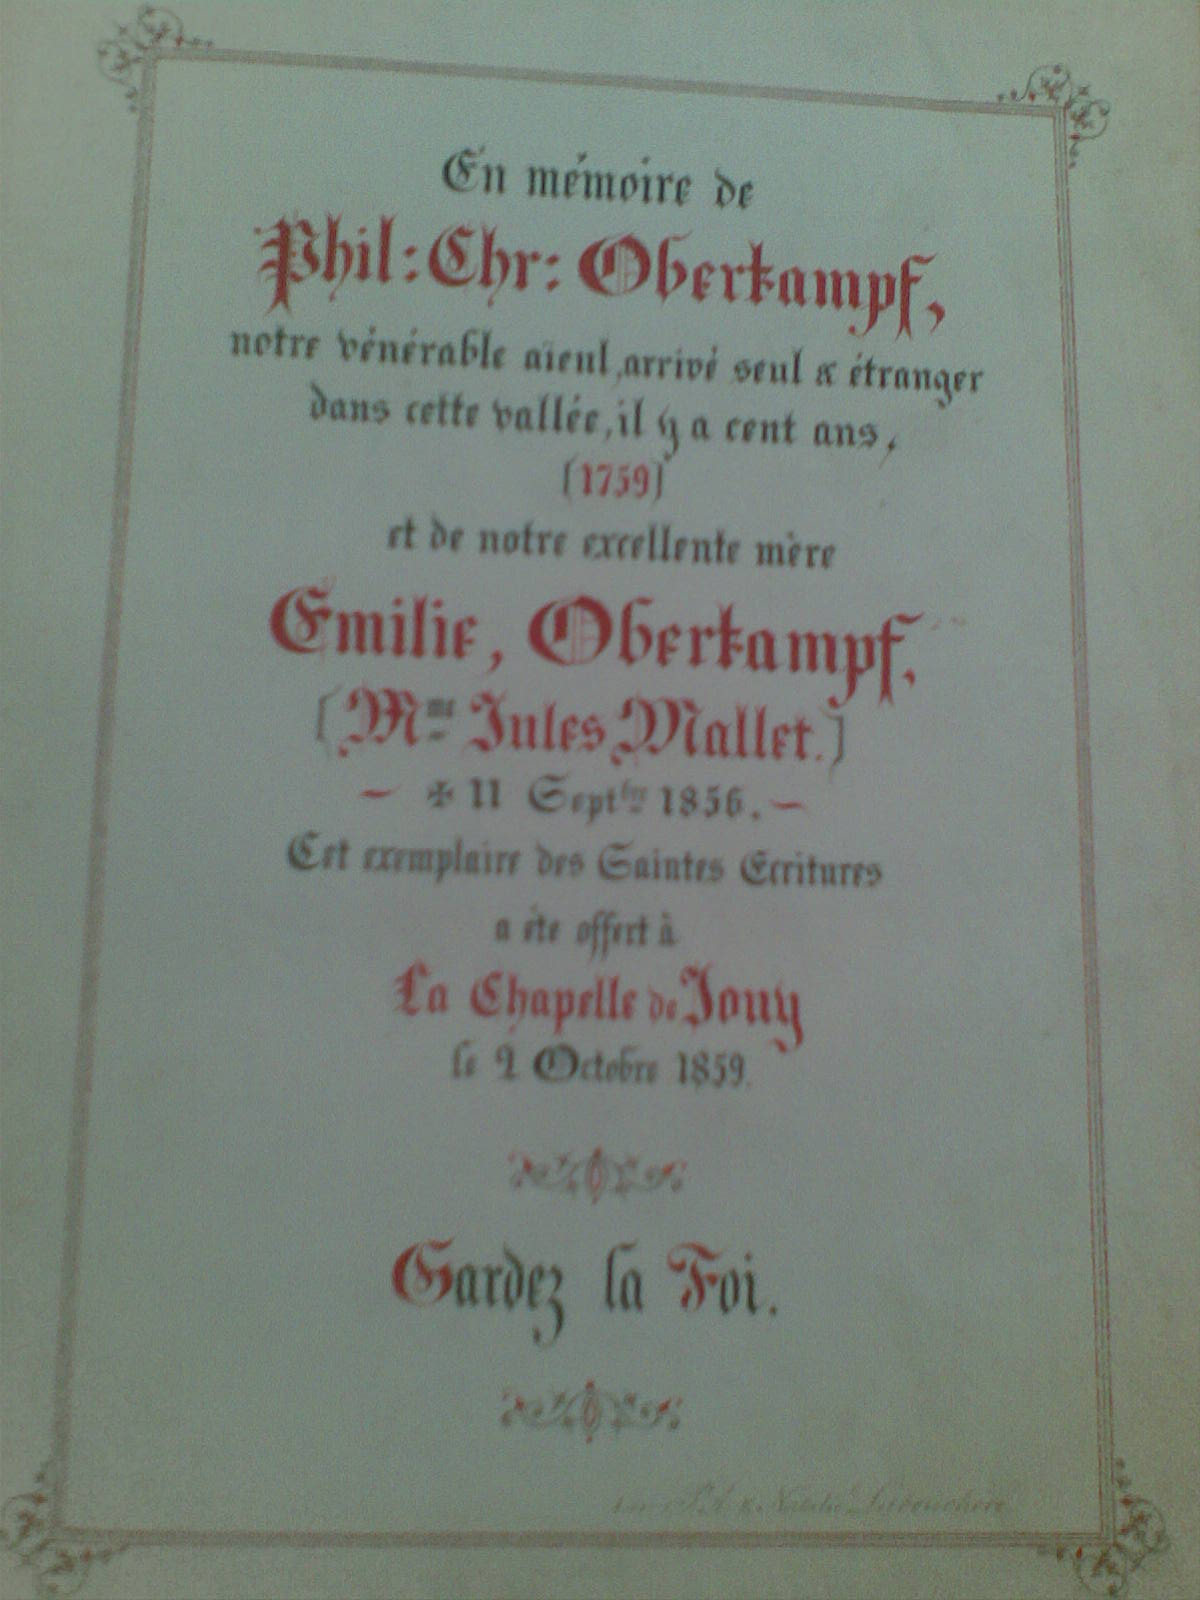 En mémoire de
Phil: Chr: Oberkampf,
notre vénérable aïeul, arrivé seul & étranger
dans cette vallée, il y a cent ans,
(1759)
et de notre excellente mère
Emilie, Oberkampf.
(Mme Jules Mallet.)
– ✠ 11 Septbre 1856. –
Cet exemplaire des Saintes Ecritures
a été offert à
La Chapelle de Jouy
le 2 Octobre 1859.
Gardez la Foi.
& Nathalie Labouchère